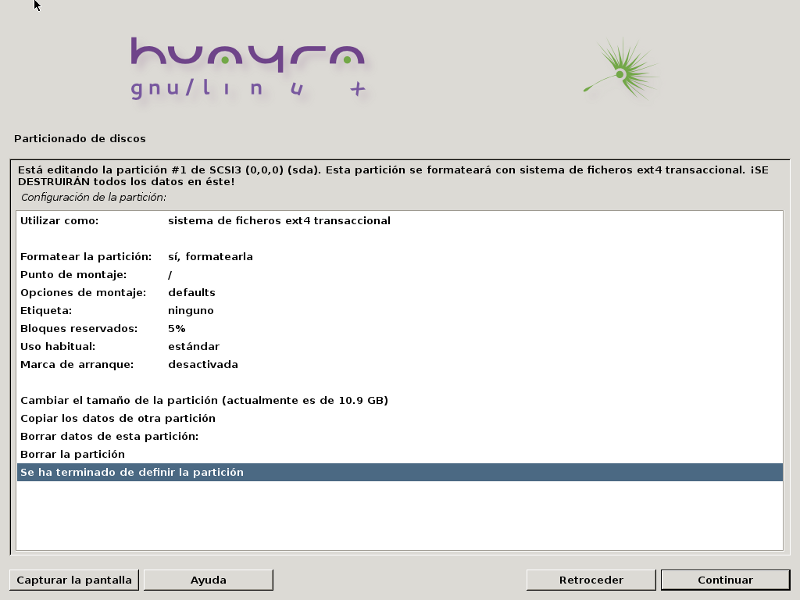 huayra
gnu/linux +
Particionado de discos
Está editando la partición #1 de SCSI3 (0,0,0) (sda). Esta partición se formateará con sistema de ficheros ext4 transaccional. ¡SE
DESTRUIRÁN todos los datos en éste!
Configuración de la partición:
Utilizar como: sistema de ficheros ext4 transaccional
Formatear la partición: sí, formatearla
Punto de montaje: /
Opciones de montaje: defaults
Etiqueta: ninguno
Bloques reservados: 5%
Uso habitual: estándar
Marca de arranque: desactivada
Cambiar el tamaño de la partición (actualmente es de 10.9 GB)
Copiar los datos de otra partición
Borrar datos de esta partición:
Borrar la partición
Se ha terminado de definir la partición
Capturar la pantalla Ayuda Retroceder Continuar